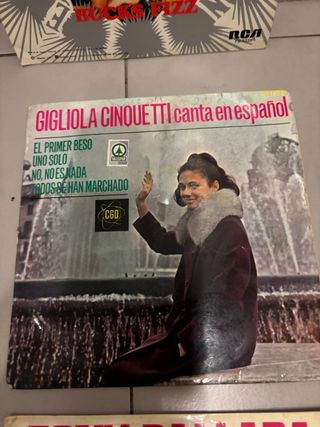 BUCKS FIZZ
RCA
GIGLIOLA CINQUETTI canta en español
EL PRIMER BESO
UNO SOLO
NO, NO ES NADA
TODOS SE HAN MARCHADO
CGD